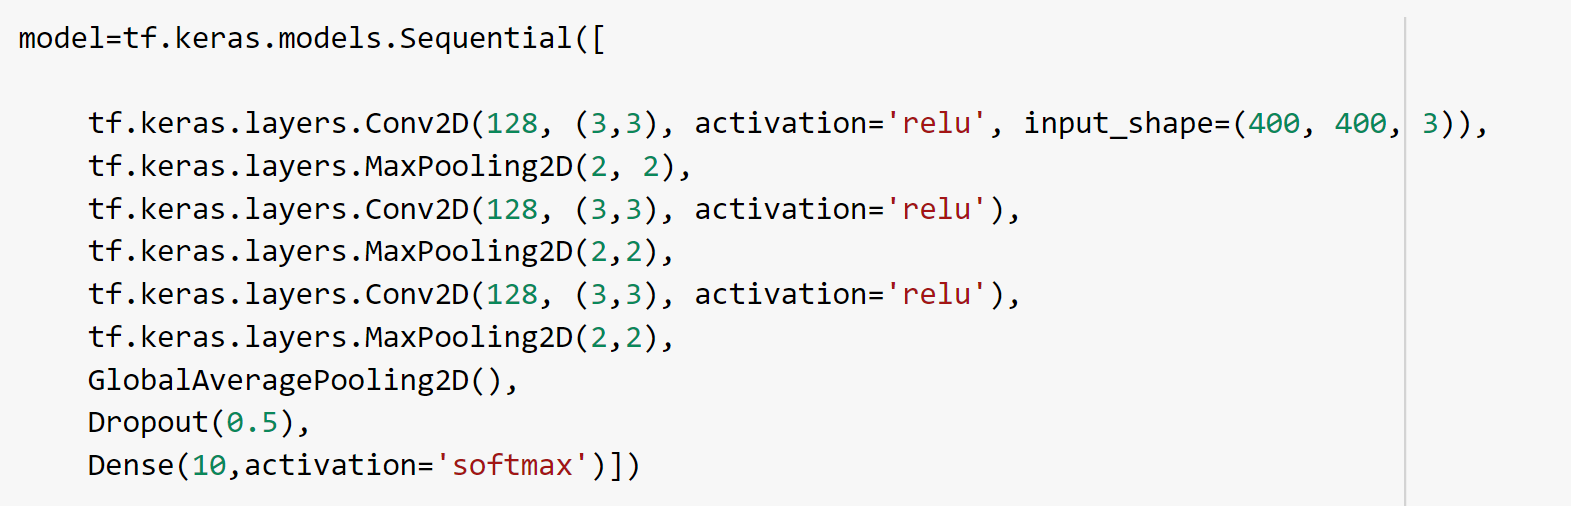 model=tf.keras.models.Sequential([
    tf.keras.layers.Conv2D(128, (3,3), activation='relu', input_shape=(400, 400, 3)),
    tf.keras.layers.MaxPooling2D(2, 2),
    tf.keras.layers.Conv2D(128, (3,3), activation='relu'),
    tf.keras.layers.MaxPooling2D(2,2),
    tf.keras.layers.Conv2D(128, (3,3), activation='relu'),
    tf.keras.layers.MaxPooling2D(2,2),
    GlobalAveragePooling2D(),
    Dropout(0.5),
    Dense(10,activation='softmax')])